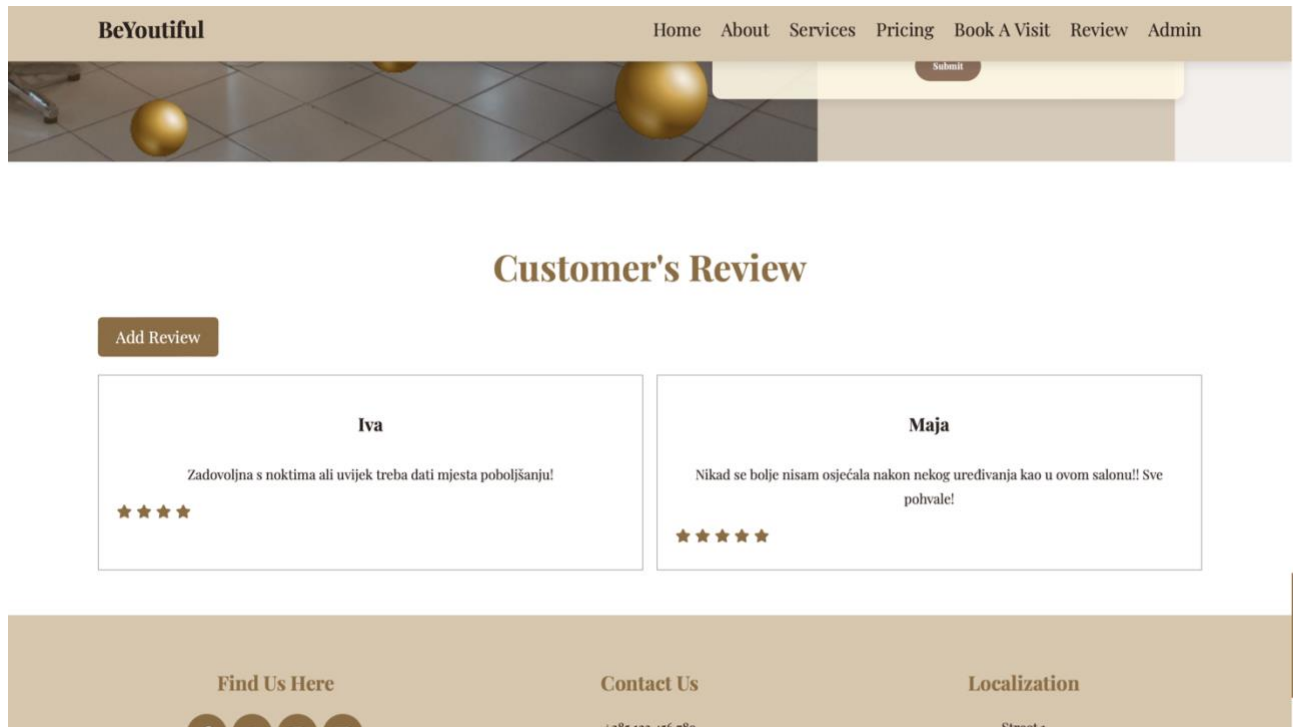 BeYoutiful
Home About Services Pricing Book A Visit Review Admin
Submit
Customer's Review
Add Review
Iva
Zadovoljna s noktima ali uvijek treba dati mjesta poboljšanju!
Maja
Nikad se bolje nisam osjećala nakon nekog uređivanja kao u ovom salonu!! Sve
pohvale!
Find Us Here
Contact Us
Localization